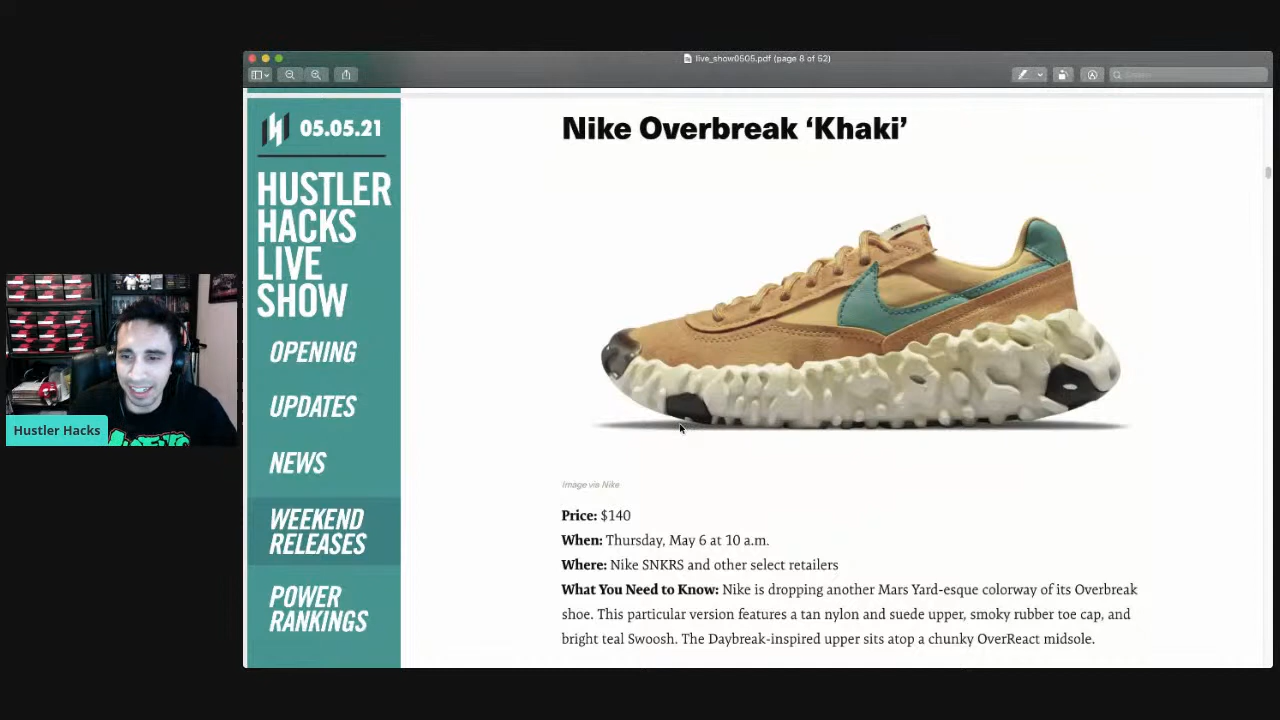 live_show0505.pdf (page 8 of 52)
Search
05.05.21
HUSTLER
HACKS
LIVE
SHOW
OPENING
UPDATES
NEWS
WEEKEND
RELEASES
POWER
RANKINGS
Nike Overbreak ‘Khaki’
Image via Nike
Price: $140
When: Thursday, May 6 at 10 a.m.
Where: Nike SNKRS and other select retailers
What You Need to Know: Nike is dropping another Mars Yard-esque colorway of its Overbreak
shoe. This particular version features a tan nylon and suede upper, smoky rubber toe cap, and
bright teal Swoosh. The Daybreak-inspired upper sits atop a chunky OverReact midsole.
Hustler Hacks